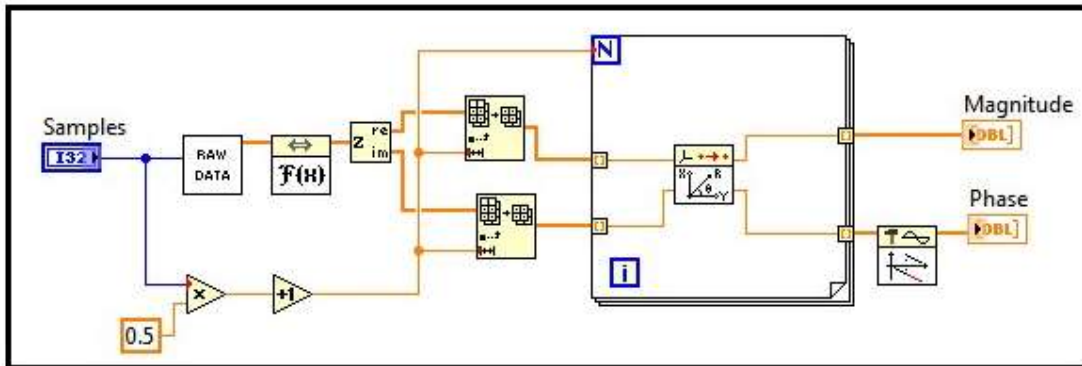 N
Magnitude
DBL]
Samples
I32
RAW
DATA
F(H)
Z
re
im
X
R
θ
Y
Phase
DBL]
i
x
+1
0.5